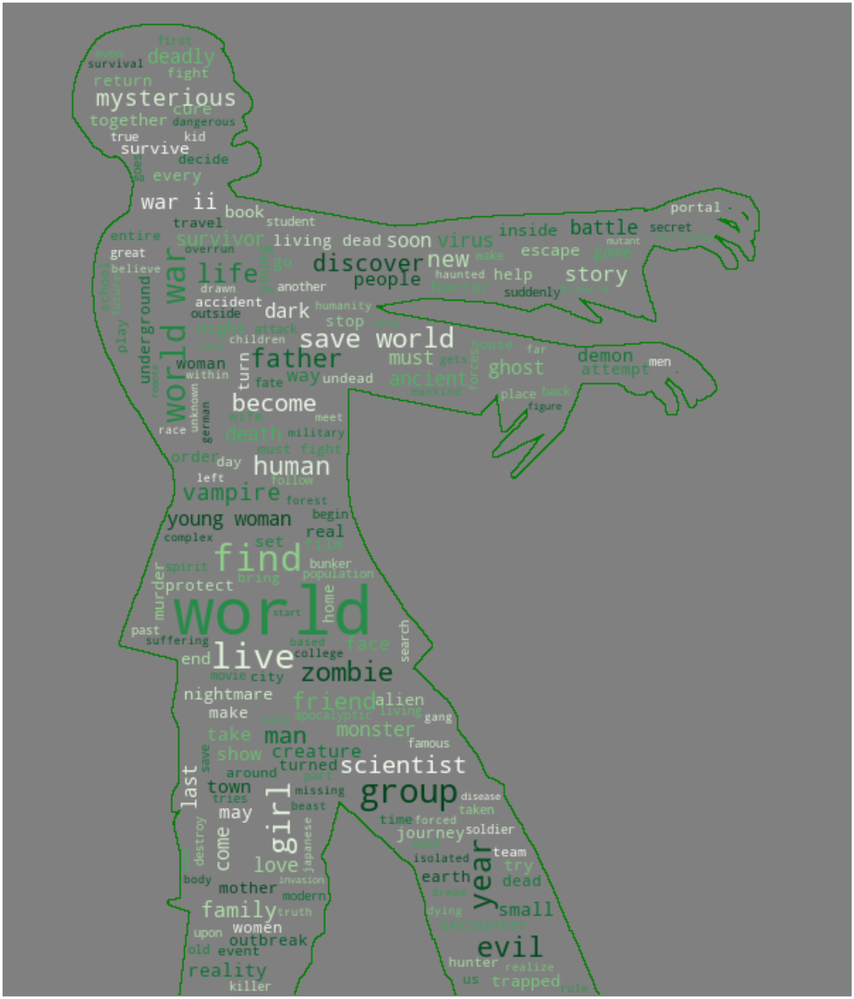 first
even deadly
survival
fight
return
mysterious
cure
together dangerous
true kid
survive
decide
goes
every
war ii
book
portal
travel student
inside battle secret
entire survivor living dead soon virus
terrifying
mutant
overrun
great
young
escape game
new wake
discover
go
believe
life
haunted help story
people
school
future
underground
world war
drawn another horror
suddenly bizarre
accident
dark humanity
outside
stop
night attack
play
children save world
rest
house far
father
turn
must gets
forces
demon men
woman
ghost attempt
within
remote
fate way undead ancient
mankind
place back
unknown
become
figure
german
wife meet
race
death military
must fight
order
day human
left
follow
vampire
forest
young woman begin
real
complex
set
film
find
bunker
spirit
population
murder
bring
protect
home
world
start
past
search
suffering
based face
college
end live
zombie
movie city
nightmare
friend alien
living
make
apocalyptic
gang
tale
monster
take man
famous
creature
show
save
turned scientist
around
part
last
town
girl
missing group disease
tries
beast
taken
may
time forced
destroy
come
japanese
journey soldier
send
year
team
isolated
son
love
try
body
invasion
earth dead
mother
modern
dream
family truth
dying small
women
encounter
upon
outbreak
evil
old event
hunter realize
reality
us trapped rule
killer